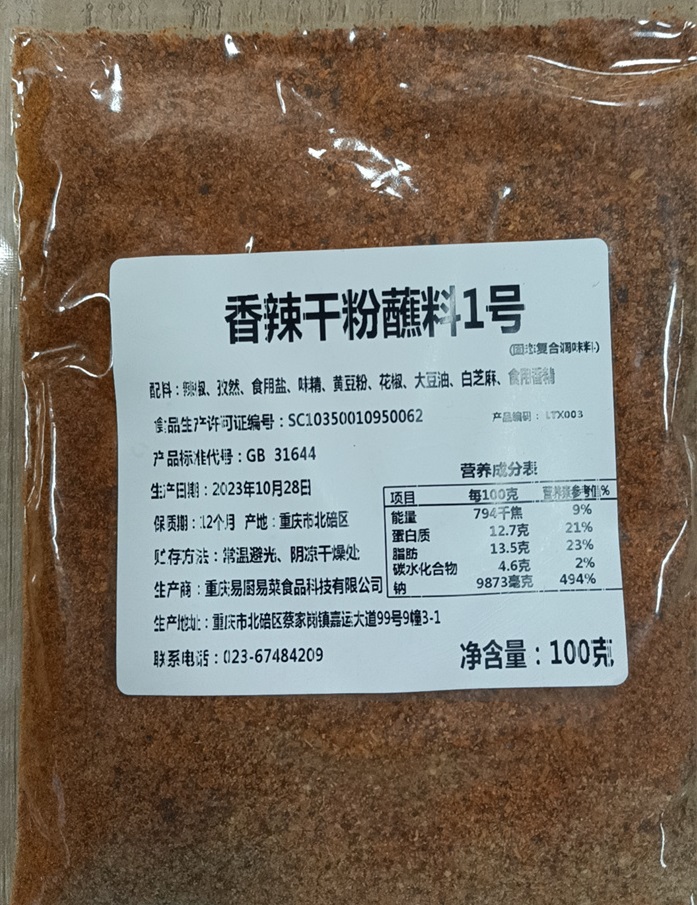 香辣干粉蘸料1号
(固态复合调味料)
配料：辣椒、孜然、食用盐、味精、黄豆粉、花椒、大豆油、白芝麻、食用香精
食品生产许可证编号：SC10350010950062
产品编码：LTX003
产品标准代号：GB 31644
生产日期：2023年10月28日
保质期：12个月 产地：重庆市北碚区
贮存方法：常温避光、阴凉干燥处
生产商：重庆易厨易菜食品科技有限公司
生产地址：重庆市北碚区蔡家岗镇嘉运大道99号9幢3-1
联系电话：023-67484209
营养成分表
项目 每100克 营养素参考值%
能量 794千焦 9%
蛋白质 12.7克 21%
脂肪 13.5克 23%
碳水化合物 4.6克 2%
钠 9873毫克 494%
净含量：100克